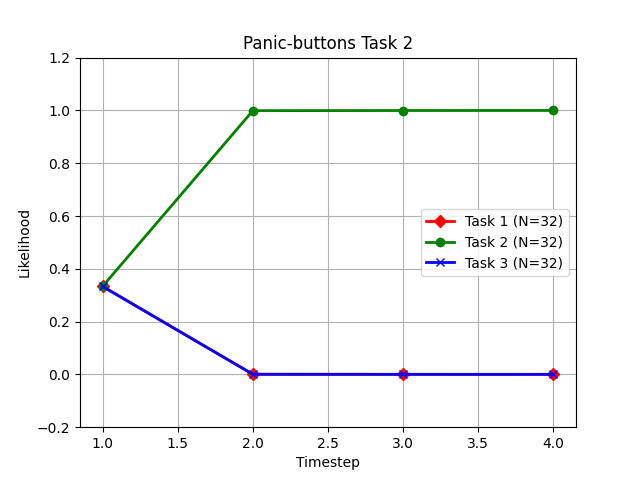 Panic-buttons Task 2
1.2
1.0
0.8
0.6
0.4
0.2
0.0
−0.2
Likelihood
Task 1 (N=32)
Task 2 (N=32)
Task 3 (N=32)
1.0 1.5 2.0 2.5 3.0 3.5 4.0
Timestep